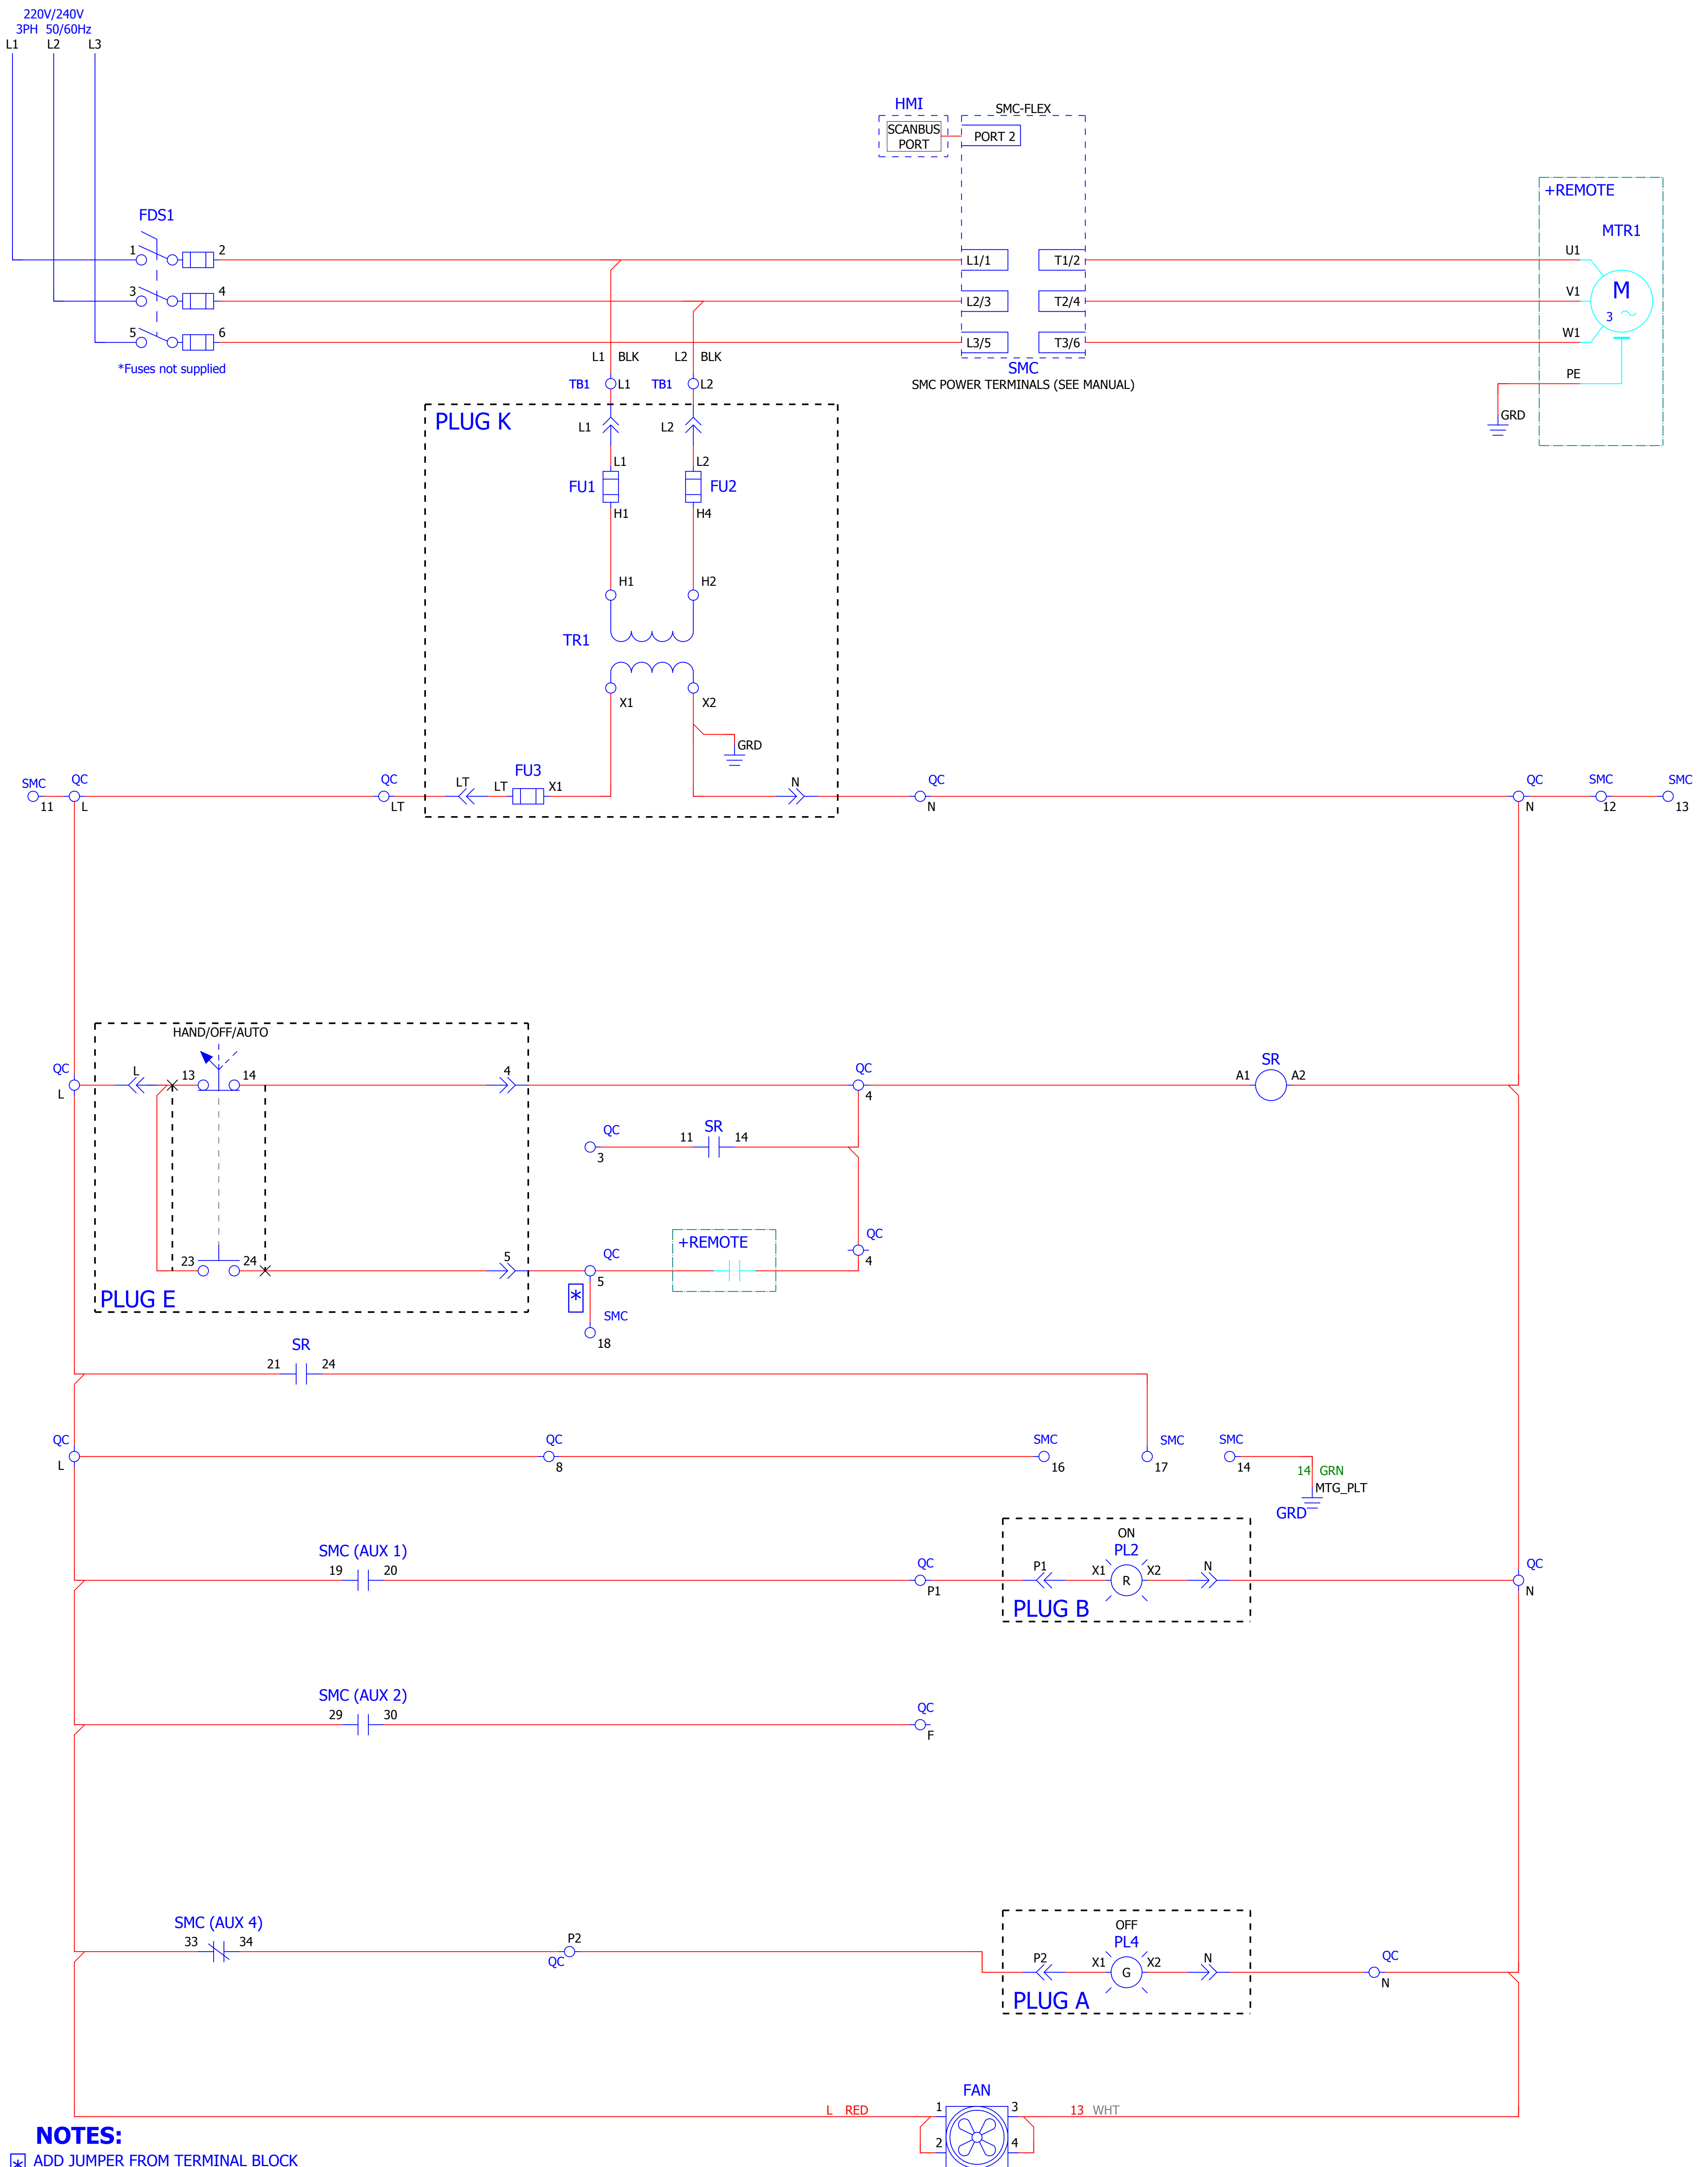 220V/240V
3PH 50/60Hz
L1 L2 L3
HMI
SMC-FLEX
SCANBUS
PORT
PORT 2
+REMOTE
MTR1
FDS1
1 2
L1/1 T1/2
U1
3 4
L2/3 T2/4
V1
M
3
5 6
L3/5 T3/6
W1
*Fuses not supplied
L1 BLK L2 BLK
SMC
SMC POWER TERMINALS (SEE MANUAL)
PE
GRD
TB1 L1 TB1 L2
PLUG K
L1 L2
L1 L2
FU1 FU2
H1 H4
H1 H2
TR1
X1 X2
GRD
SMC QC QC LT LT FU3 X1 N QC QC SMC SMC
11 L LT N N 12 13
HAND/OFF/AUTO
QC L 13 14 4 QC A1 SR A2
L 4
QC 11 SR 14
3
+REMOTE
QC
4
23 24 5 QC
5
PLUG E
*
SMC
18
SR
21 24
QC QC SMC SMC SMC
L 8 16 17 14
14 GRN
MTG_PLT
GRD
ON
SMC (AUX 1)
PL2
19 20 QC P1 X1 R X2 N QC
P1 N
PLUG B
SMC (AUX 2)
29 30 QC
F
SMC (AUX 4)
33 34 P2
QC
OFF
PL4
P2 X1 G X2 N QC
N
PLUG A
FAN
L RED 1 3 13 WHT
2 4
NOTES:
* ADD JUMPER FROM TERMINAL BLOCK